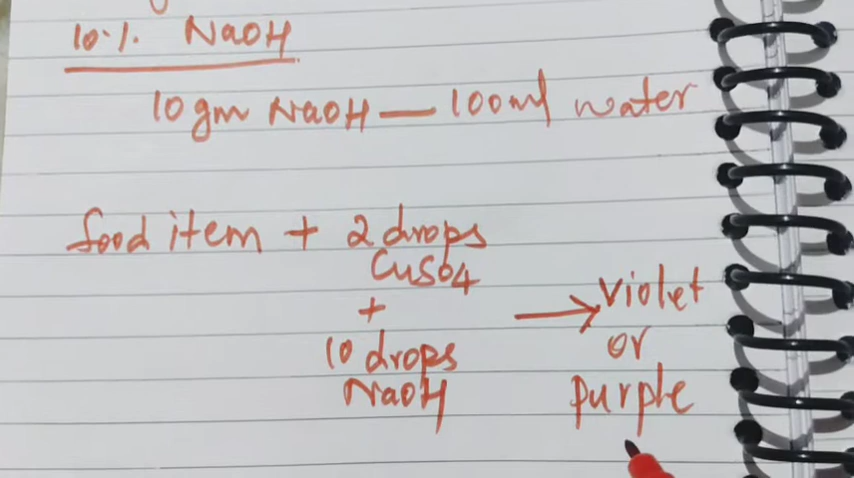 10%. NaOH
10gm NaOH — 100ml water
food item + 2 drops
CuSO4
+
10 drops
NaOH
→ violet
or
purple